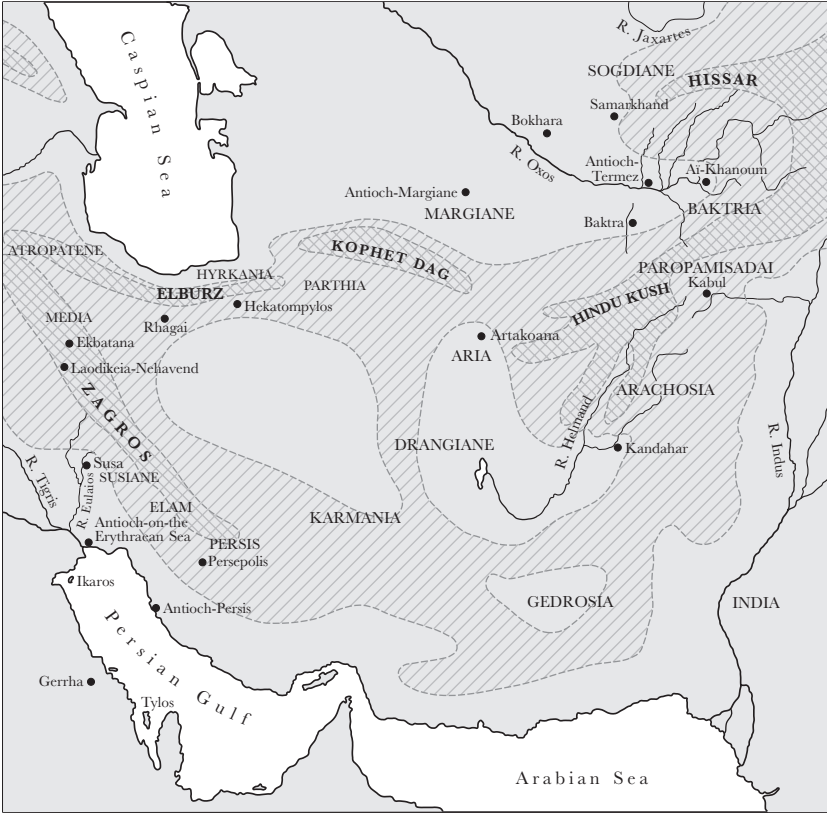 Caspian Sea
R. Jaxartes
SOGDIANE
HISSAR
Samarkhand
Bokhara
R. Oxos
Antioch-
Termez
Aï-Khanoum
Antioch-Margiane
MARGIANE
BAKTRIA
Baktra
ATROPATENE
KOPHET DAG
HYRKANIA
PARTHIA
PAROPAMISADAI
Kabul
ELBURZ
Hekatompylos
HINDU KUSH
MEDIA
Rhagai
Ekbatana
Artakoana
ARIA
Laodikeia-Nehavend
ZAGROS
ARACHOSIA
R. Helmand
DRANGIANE
Kandahar
R. Indus
R. Tigris
Susa
SUSIANE
R. Eulaios
ELAM
KARMANIA
Antioch-on-the
Erythraean Sea
PERSIS
Persepolis
Ikaros
Antioch-Persis
GEDROSIA
INDIA
Persian Gulf
Gerrha
Tylos
Arabian Sea